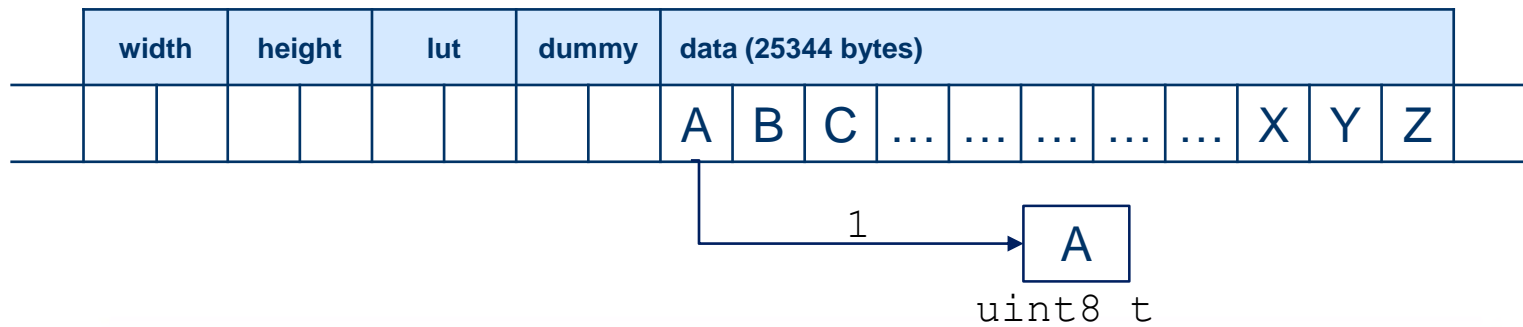 width height lut dummy data (25344 bytes)
A B C ... ... ... ... ... X Y Z
1
A
uint8 t